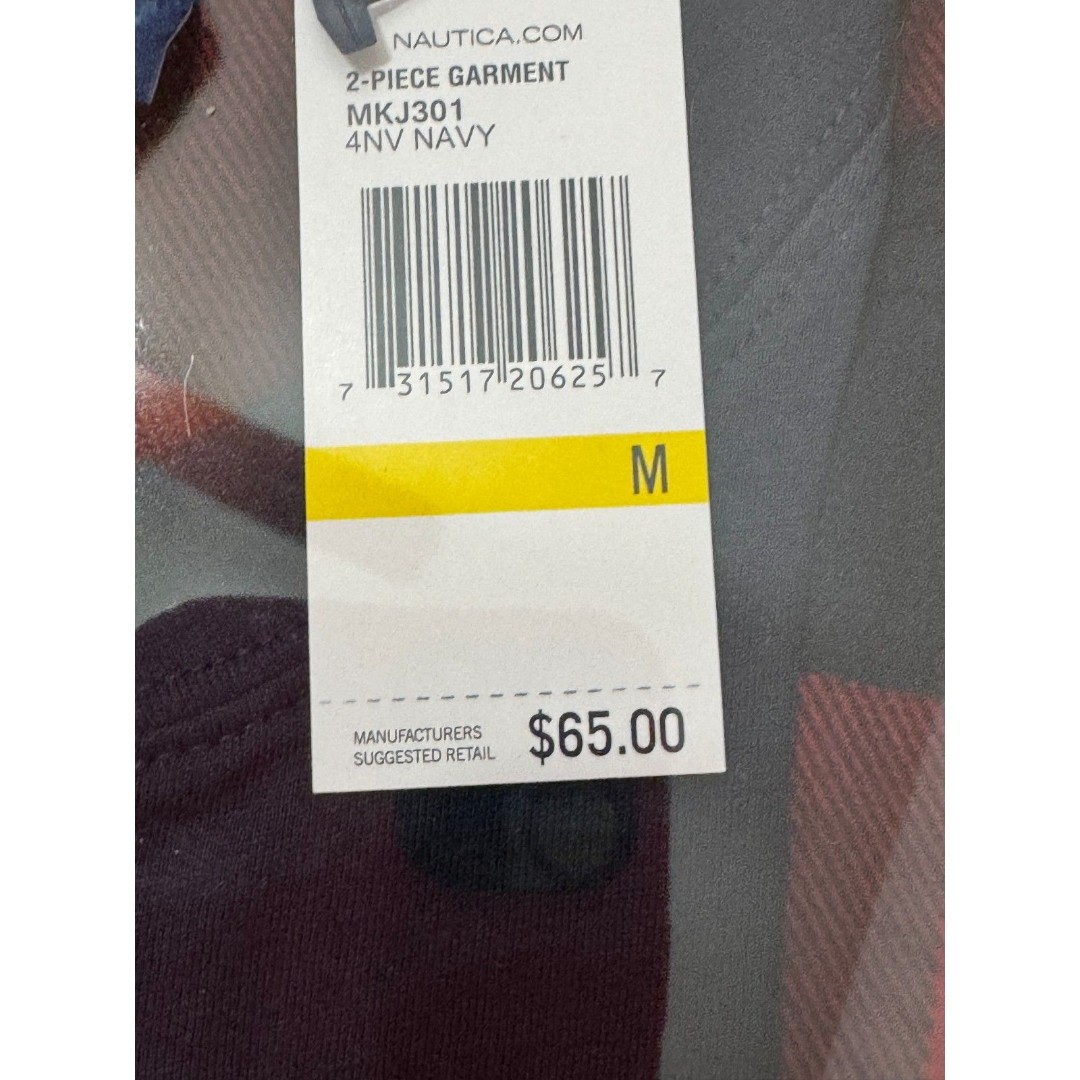 NAUTICA.COM
2-PIECE GARMENT
MKJ301
4NV NAVY
7 31517 20625 7
M
MANUFACTURERS
SUGGESTED RETAIL $65.00